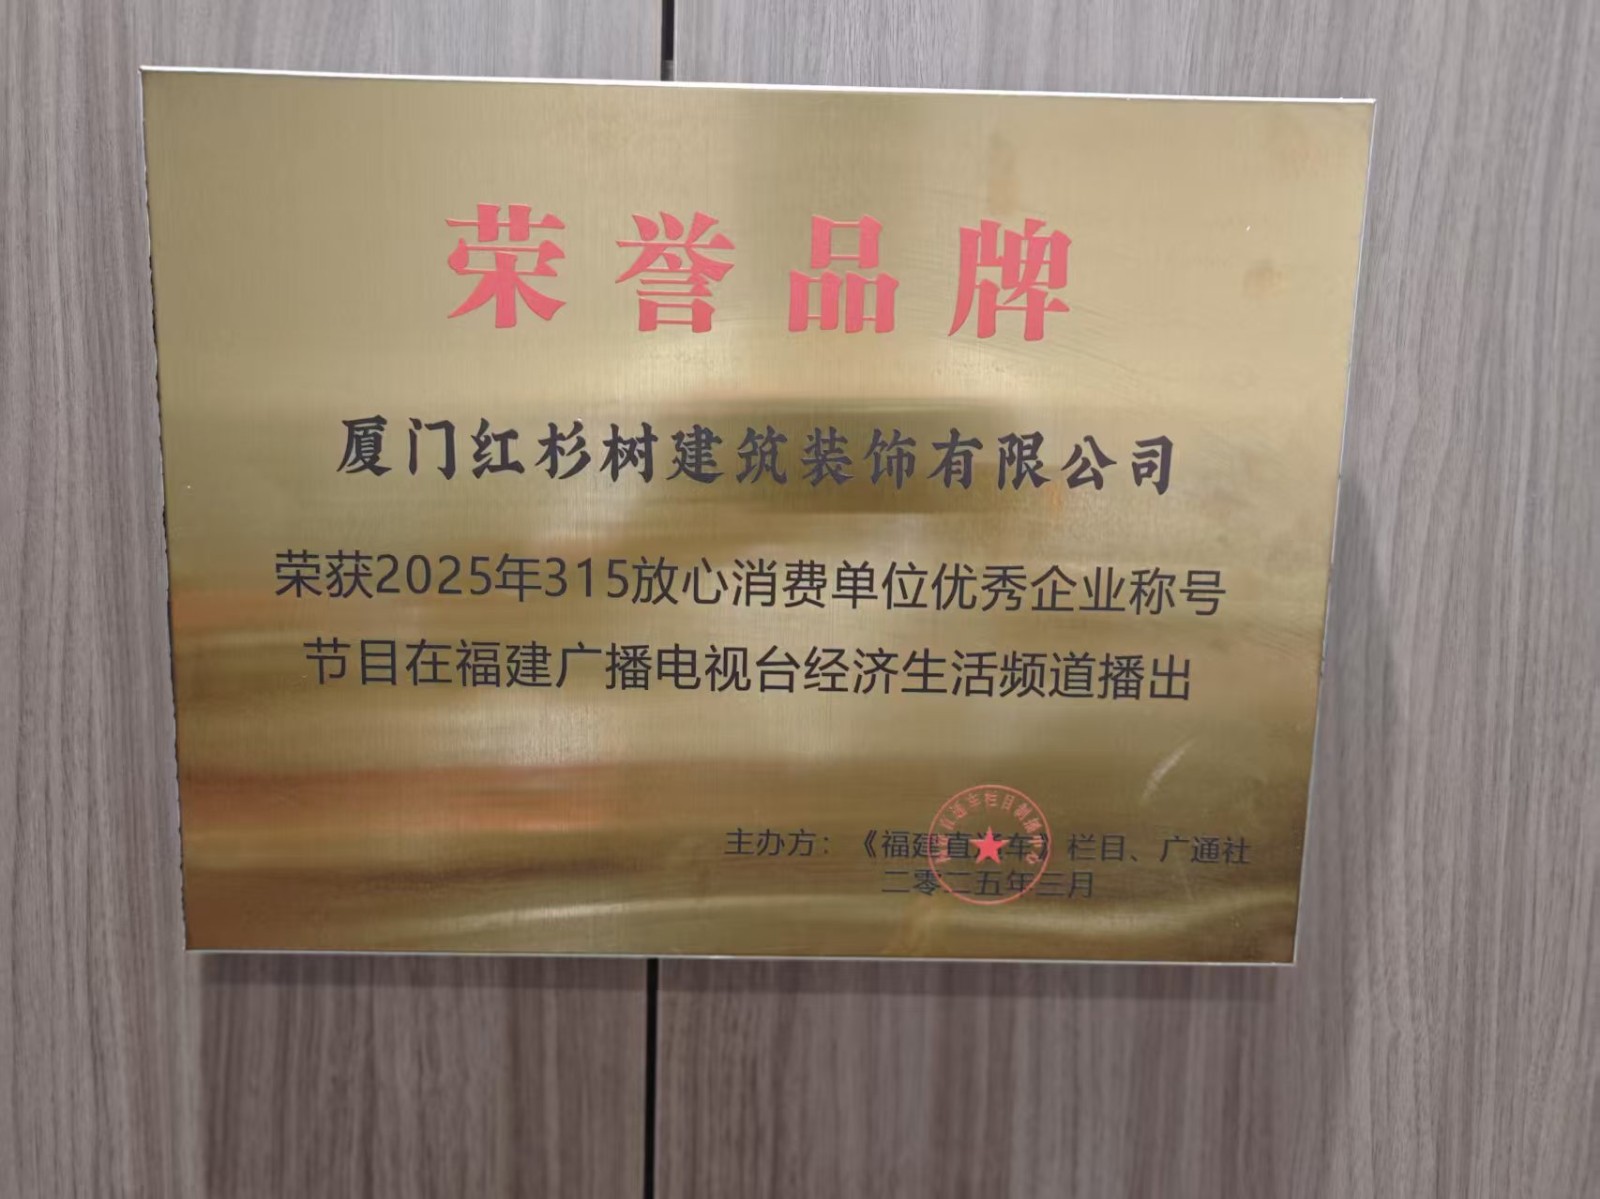 荣誉品牌
厦门红杉树建筑装饰有限公司
荣获2025年315放心消费单位优秀企业称号
节目在福建广播电视台经济生活频道播出
主办方：《福建直通车》栏目、广通社
二零二五年三月